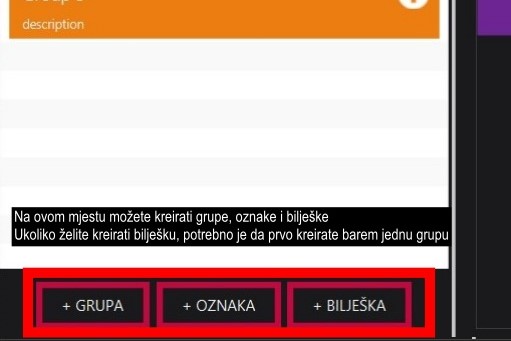 description
Na ovom mjestu možete kreirati grupe, oznake i bilješke
Ukoliko želite kreirati bilješku, potrebno je da prvo kreirate barem jednu grupu
+ GRUPA
+ OZNAKA
+ BILJEŠKA